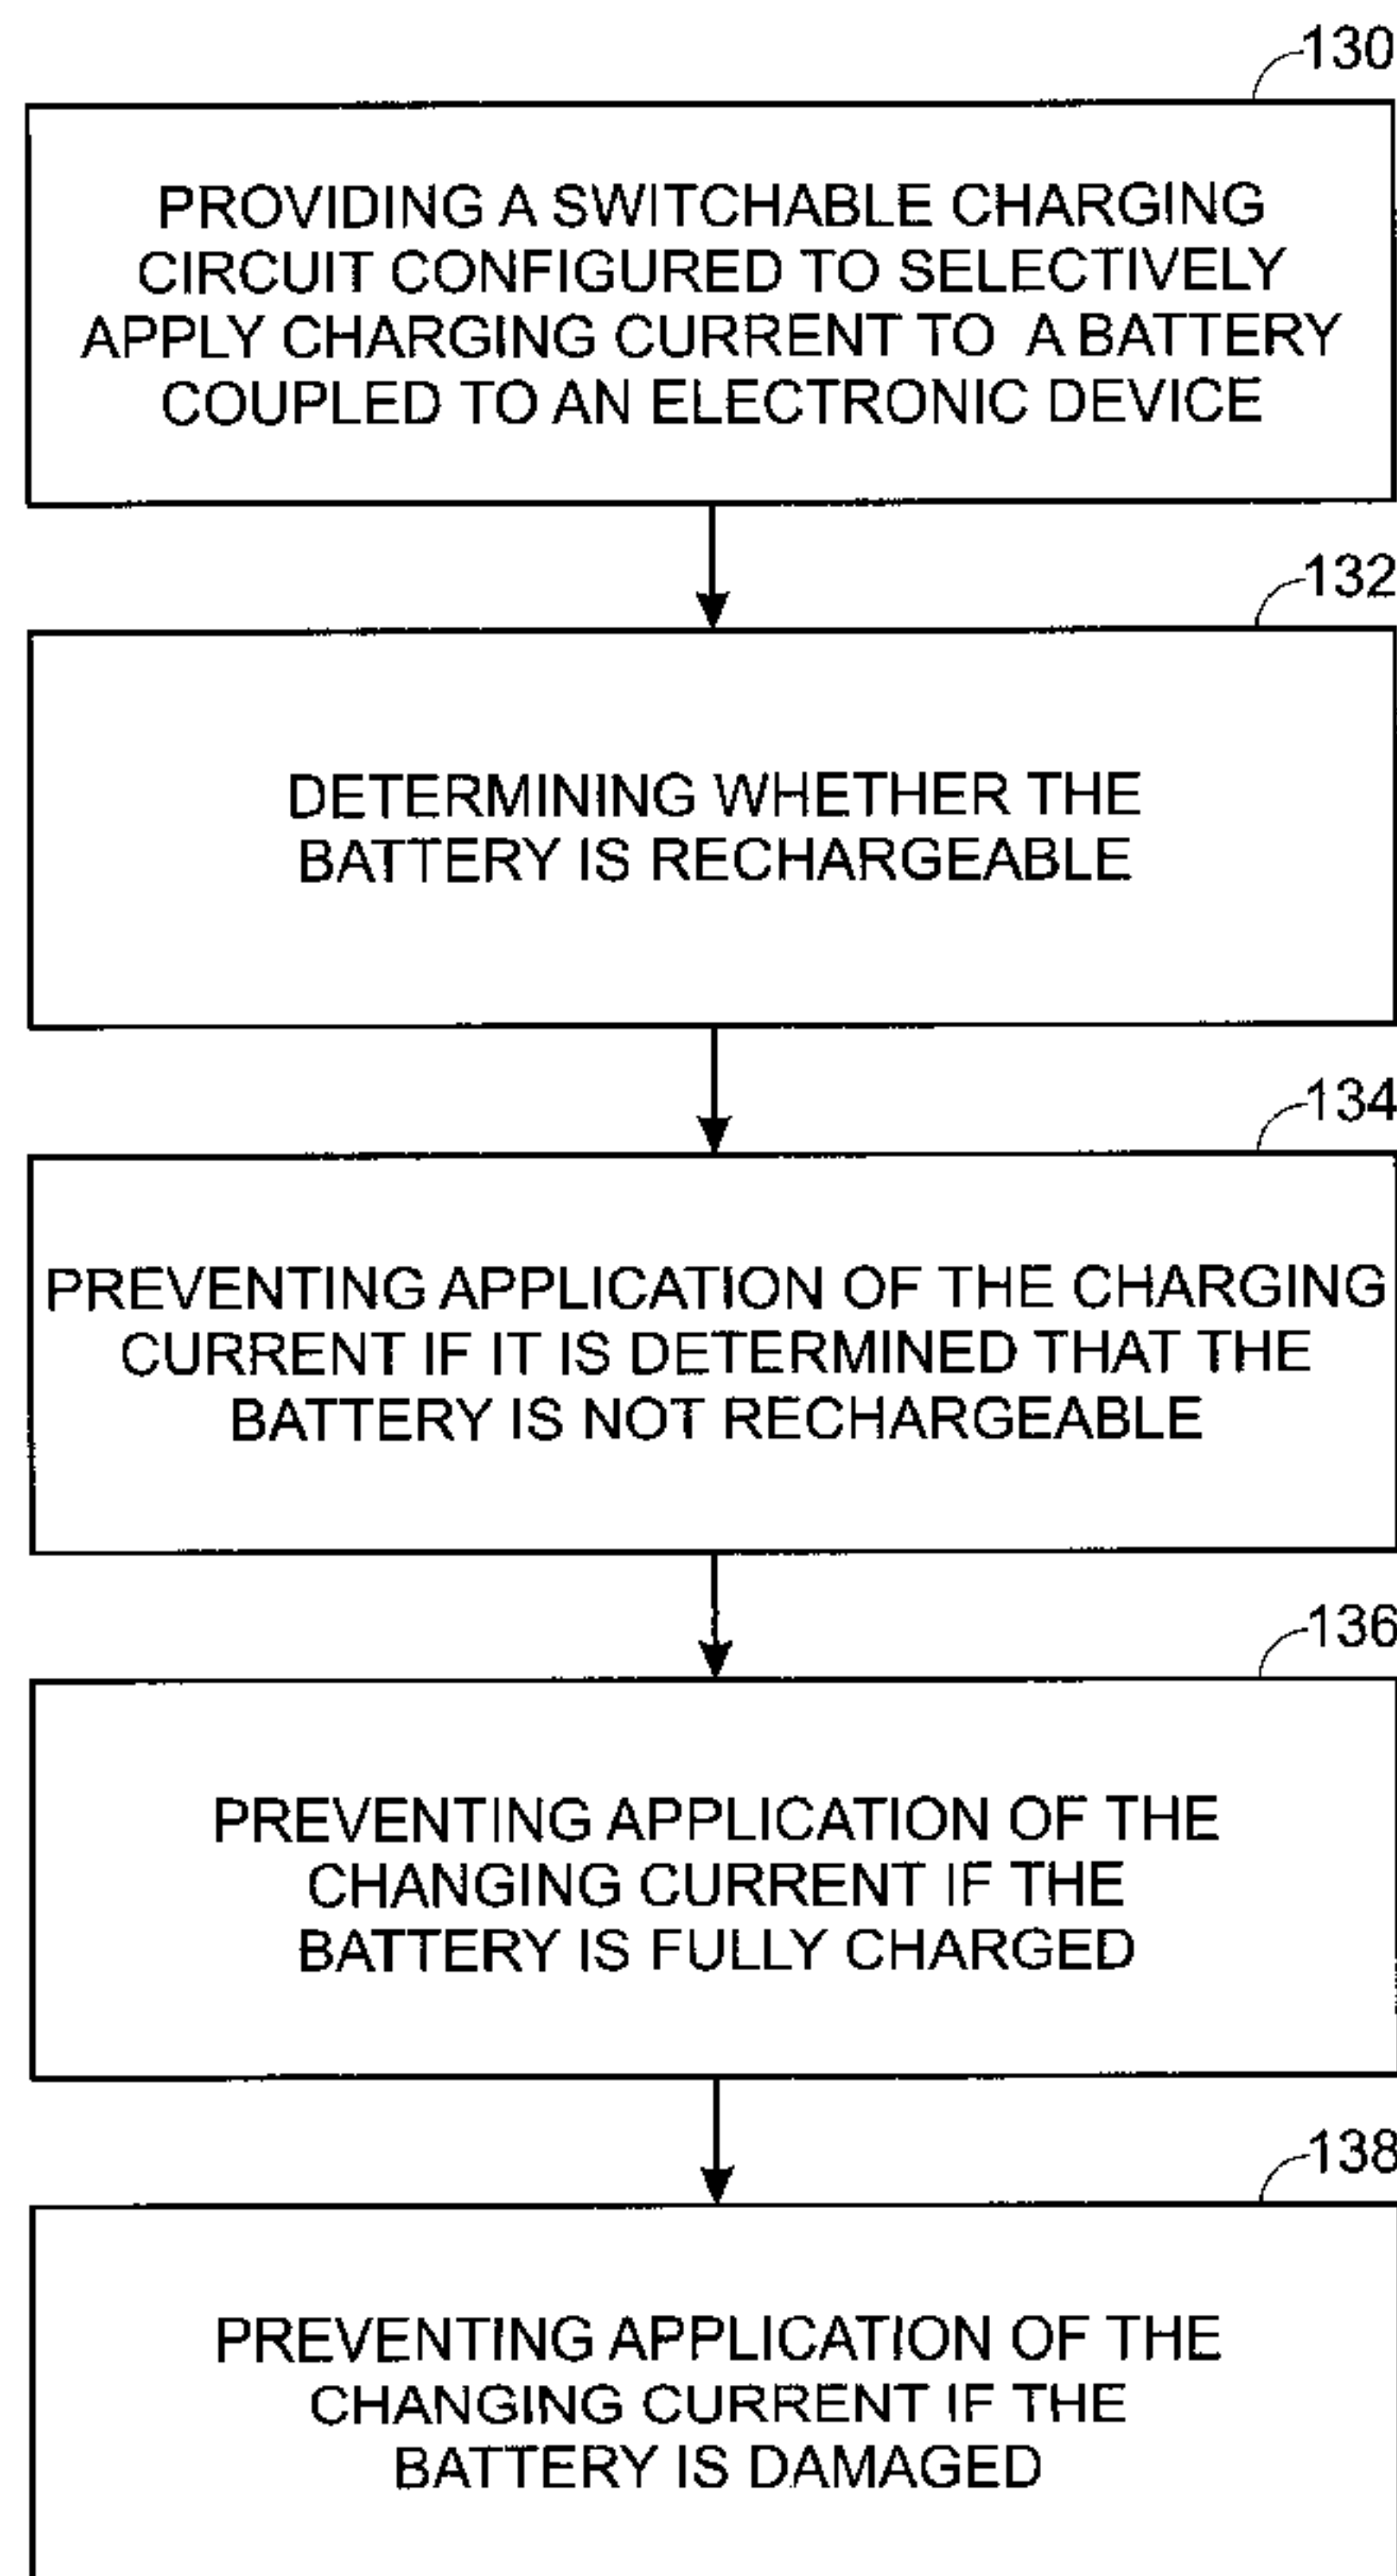 130
PROVIDING A SWITCHABLE CHARGING
CIRCUIT CONFIGURED TO SELECTIVELY
APPLY CHARGING CURRENT TO A BATTERY
COUPLED TO AN ELECTRONIC DEVICE
132
DETERMINING WHETHER THE
BATTERY IS RECHARGEABLE
134
PREVENTING APPLICATION OF THE CHARGING
CURRENT IF IT IS DETERMINED THAT THE
BATTERY IS NOT RECHARGEABLE
136
PREVENTING APPLICATION OF THE
CHANGING CURRENT IF THE
BATTERY IS FULLY CHARGED
138
PREVENTING APPLICATION OF THE
CHANGING CURRENT IF THE
BATTERY IS DAMAGED